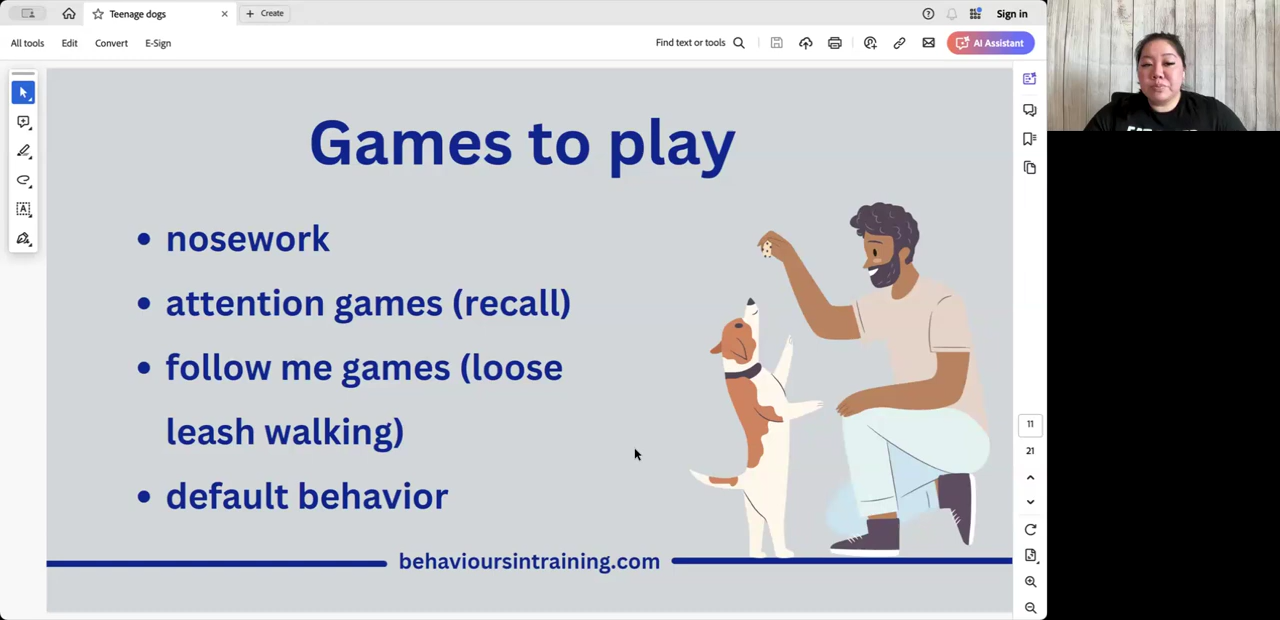 Teenage dogs
Create
Sign in
All tools
Edit
Convert
E-Sign
Find text or tools
AI Assistant
Games to play
• nosework
• attention games (recall)
• follow me games (loose
leash walking)
• default behavior
behavioursintraining.com
11
21